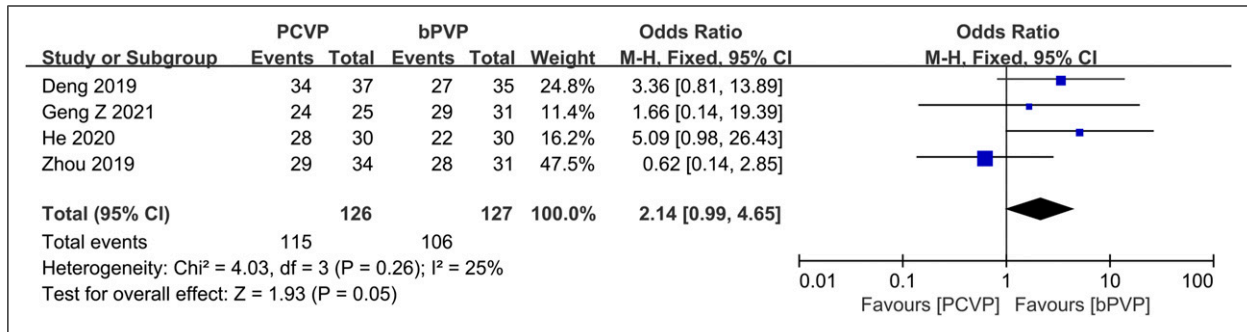 PCVP bPVP Odds Ratio Odds Ratio
Study or Subgroup Events Total Events Total Weight M-H, Fixed, 95% CI M-H, Fixed, 95% CI
Deng 2019 34 37 27 35 24.8% 3.36 [0.81, 13.89]
Geng Z 2021 24 25 29 31 11.4% 1.66 [0.14, 19.39]
He 2020 28 30 22 30 16.2% 5.09 [0.98, 26.43]
Zhou 2019 29 34 28 31 47.5% 0.62 [0.14, 2.85]
Total (95% CI) 126 127 100.0% 2.14 [0.99, 4.65]
Total events 115 106
Heterogeneity: Chi² = 4.03, df = 3 (P = 0.26); I² = 25%
Test for overall effect: Z = 1.93 (P = 0.05)
0.01 0.1 1 10 100
Favours [PCVP] Favours [bPVP]